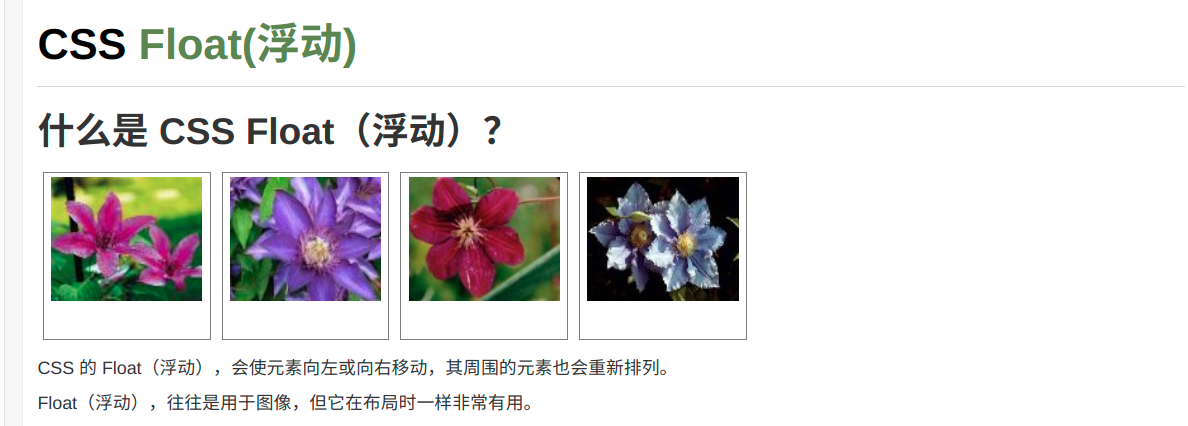 CSS Float(浮动)
什么是 CSS Float（浮动）？
CSS 的 Float（浮动），会使元素向左或向右移动，其周围的元素也会重新排列。
Float（浮动），往往是用于图像，但它在布局时一样非常有用。